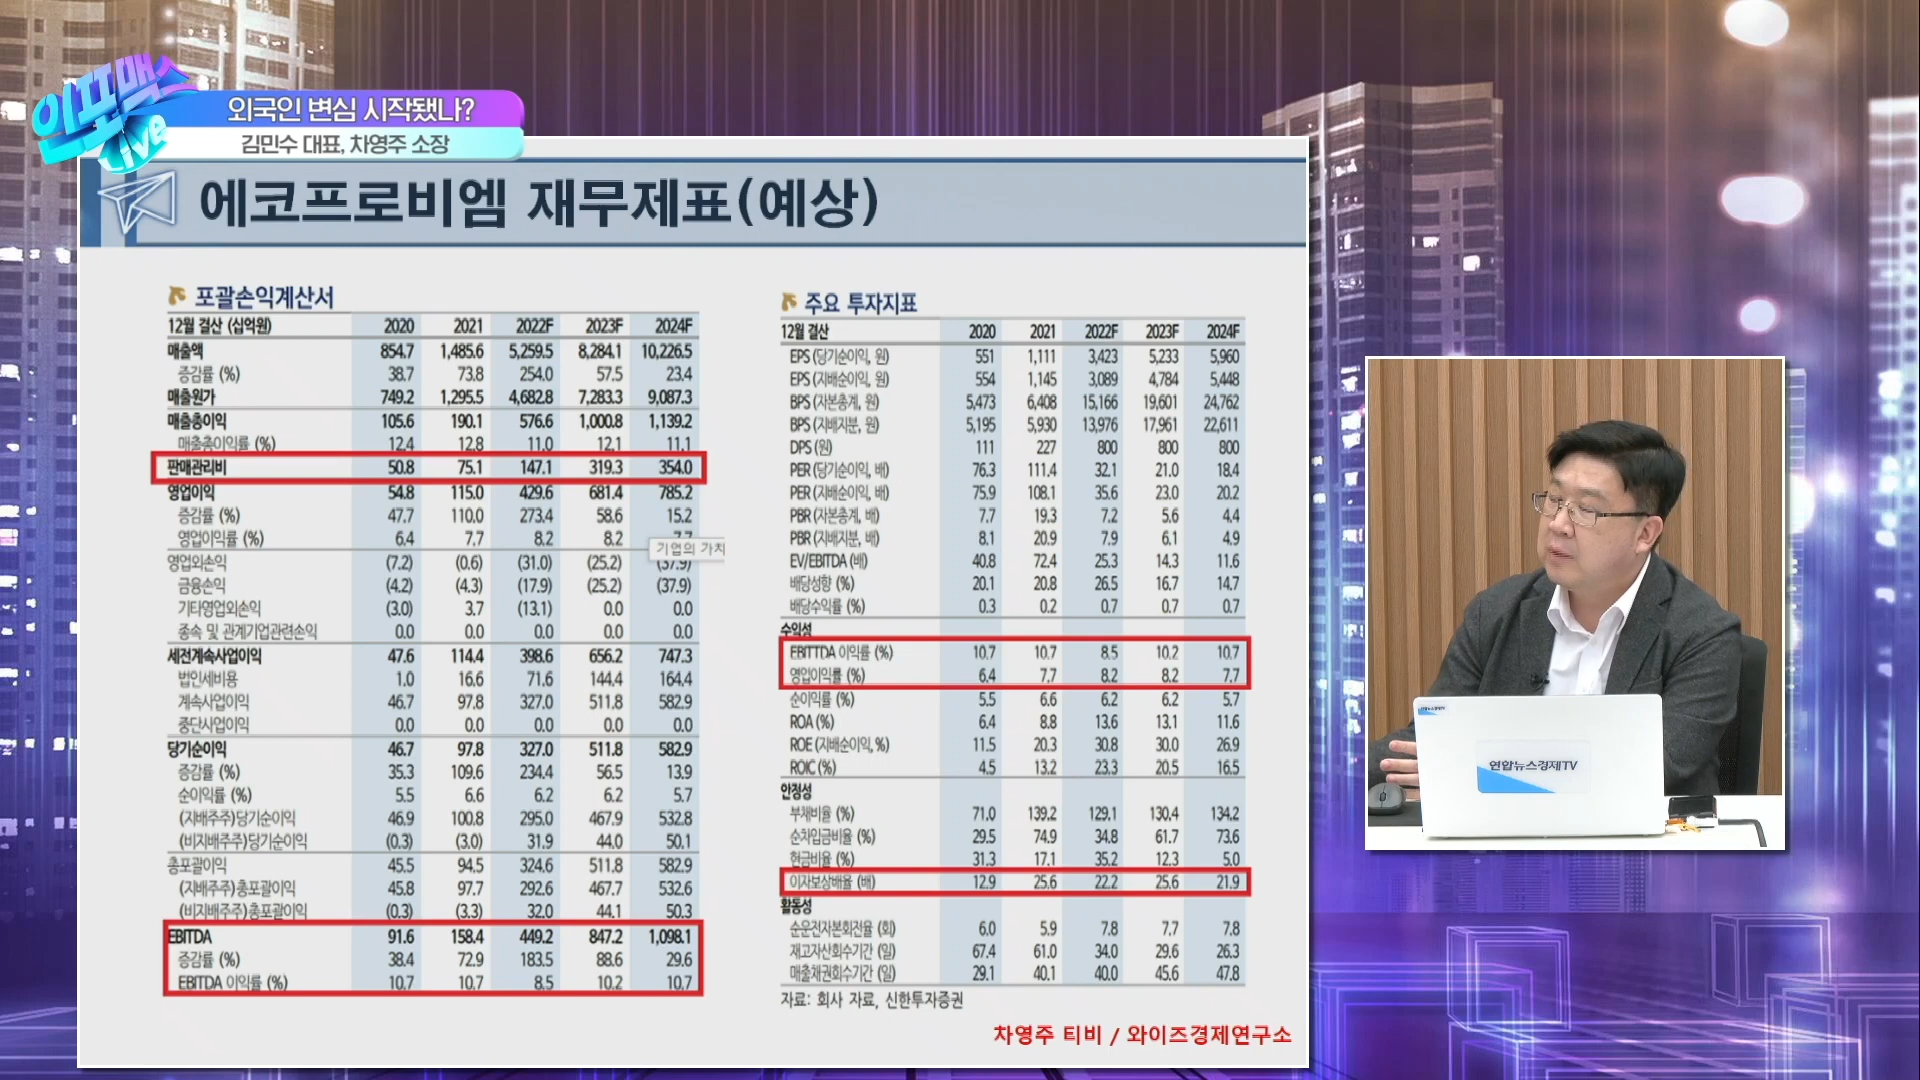 인포맥스
Live
외국인 변심 시작됐나?
김민수 대표, 차영주 소장
에코프로비엠 재무제표(예상)
포괄손익계산서
12월 결산 (십억원) 2020 2021 2022F 2023F 2024F
매출액 854.7 1,485.6 5,259.5 8,284.1 10,226.5
증감률 (%) 38.7 73.8 254.0 57.5 23.4
매출원가 749.2 1,295.5 4,682.8 7,283.3 9,087.3
매출총이익 105.6 190.1 576.6 1,000.8 1,139.2
매출총이익률 (%) 12.4 12.8 11.0 12.1 11.1
판매관리비 50.8 75.1 147.1 319.3 354.0
영업이익 54.8 115.0 429.6 681.4 785.2
증감률 (%) 47.7 110.0 273.4 58.6 15.2
영업이익률 (%) 6.4 7.7 8.2 8.2 7.7
기업의 가치
영업외손익 (7.2) (0.6) (31.0) (25.2) (37.9)
금융손익 (4.2) (4.3) (17.9) (25.2) (37.9)
기타영업외손익 (3.0) 3.7 (13.1) 0.0 0.0
종속 및 관계기업관련손익 0.0 0.0 0.0 0.0 0.0
세전계속사업이익 47.6 114.4 398.6 656.2 747.3
법인세비용 1.0 16.6 71.6 144.4 164.4
계속사업이익 46.7 97.8 327.0 511.8 582.9
중단사업이익 0.0 0.0 0.0 0.0 0.0
당기순이익 46.7 97.8 327.0 511.8 582.9
증감률 (%) 35.3 109.6 234.4 56.5 13.9
순이익률 (%) 5.5 6.6 6.2 6.2 5.7
(지배주주)당기순이익 46.9 100.8 295.0 467.9 532.8
(비지배주주)당기순이익 (0.3) (3.0) 31.9 44.0 50.1
총포괄이익 45.5 94.5 324.6 511.8 582.9
(지배주주)총포괄이익 45.8 97.7 292.6 467.7 532.6
(비지배주주)총포괄이익 (0.3) (3.3) 32.0 44.1 50.3
EBITDA 91.6 158.4 449.2 847.2 1,098.1
증감률 (%) 38.4 72.9 183.5 88.6 29.6
EBITDA 이익률 (%) 10.7 10.7 8.5 10.2 10.7
주요 투자지표
12월 결산 2020 2021 2022F 2023F 2024F
EPS (당기순이익, 원) 551 1,111 3,423 5,233 5,960
EPS (지배순이익, 원) 554 1,145 3,089 4,784 5,448
BPS (자본총계, 원) 5,473 6,408 15,166 19,601 24,762
BPS (지배지분, 원) 5,195 5,930 13,976 17,961 22,611
DPS (원) 111 227 800 800 800
PER (당기순이익, 배) 76.3 111.4 32.1 21.0 18.4
PER (지배순이익, 배) 75.9 108.1 35.6 23.0 20.2
PBR (자본총계, 배) 7.7 19.3 7.2 5.6 4.4
PBR (지배지분, 배) 8.1 20.9 7.9 6.1 4.9
EV/EBITDA (배) 40.8 72.4 25.3 14.3 11.6
배당성향 (%) 20.1 20.8 26.5 16.7 14.7
배당수익률 (%) 0.3 0.2 0.7 0.7 0.7
수익성
EBITTDA 이익률 (%) 10.7 10.7 8.5 10.2 10.7
영업이익률 (%) 6.4 7.7 8.2 8.2 7.7
순이익률 (%) 5.5 6.6 6.2 6.2 5.7
ROA (%) 6.4 8.8 13.6 13.1 11.6
ROE (지배순이익, %) 11.5 20.3 30.8 30.0 26.9
ROIC (%) 4.5 13.2 23.3 20.5 16.5
안정성
부채비율 (%) 71.0 139.2 129.1 130.4 134.2
순차입금비율 (%) 29.5 74.9 34.8 61.7 73.6
현금비율 (%) 31.3 17.1 35.2 12.3 5.0
이자보상배율 (배) 12.9 25.6 22.2 25.6 21.9
활동성
순운전자본회전율 (회) 6.0 5.9 7.8 7.7 7.8
재고자산회수기간 (일) 67.4 61.0 34.0 29.6 26.3
매출채권회수기간 (일) 29.1 40.1 40.0 45.6 47.8
자료: 회사 자료, 신한투자증권
차영주 티비 / 와이즈경제연구소
연합뉴스경제TV